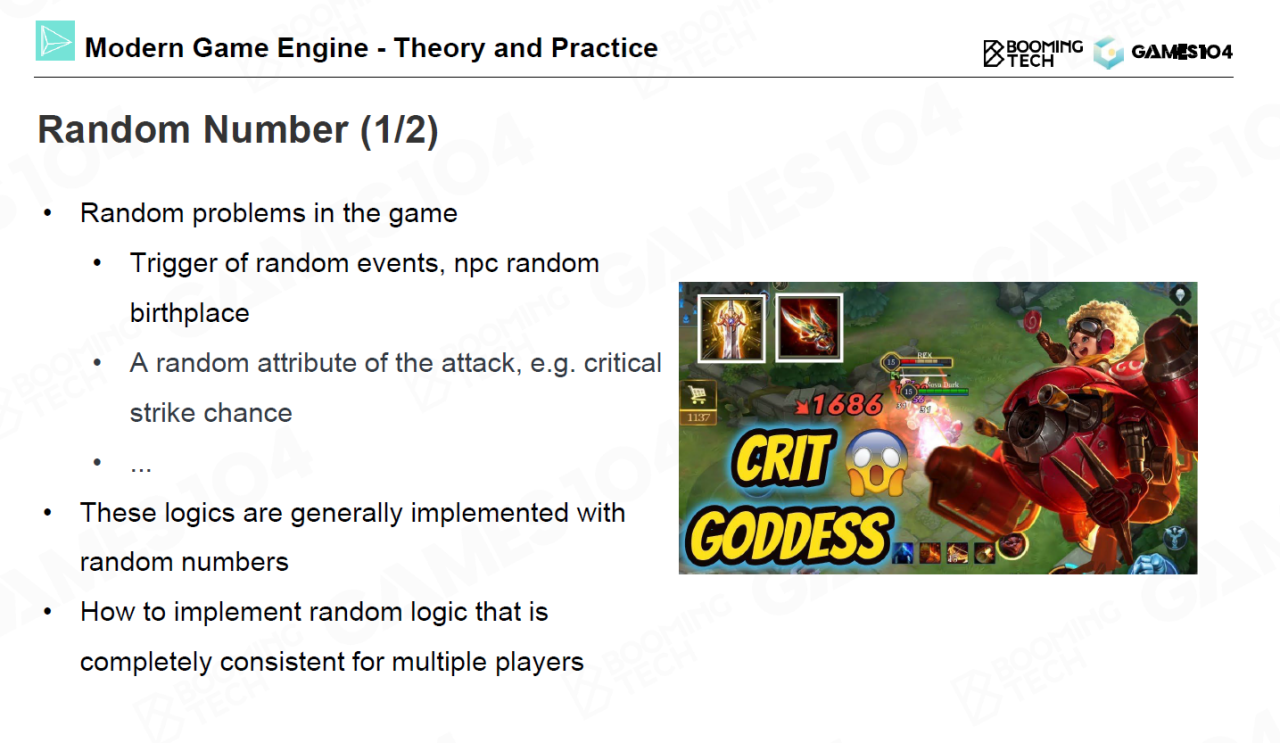 Modern Game Engine - Theory and Practice
BOOMING
TECH
GAMES104
Random Number (1/2)
• Random problems in the game
• Trigger of random events, npc random
birthplace
• A random attribute of the attack, e.g. critical
strike chance
• ...
• These logics are generally implemented with
random numbers
• How to implement random logic that is
completely consistent for multiple players
15
REX
15
1686
1137
CRIT
GODDESS